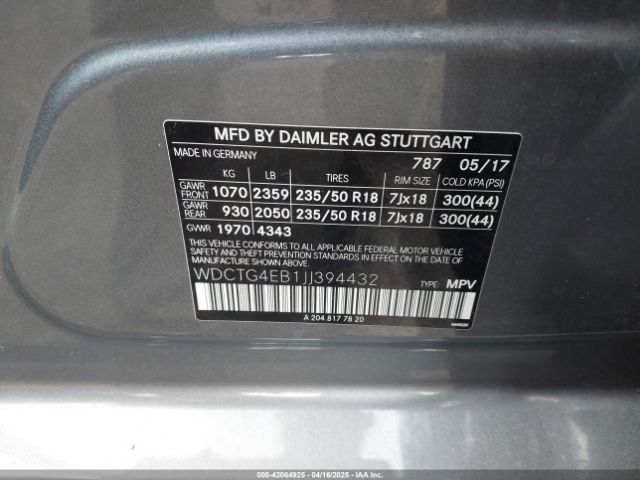 MFD BY DAIMLER AG STUTTGART
MADE IN GERMANY 787 05/17
KG LB TIRES RIM SIZE COLD KPA (PSI)
GAWR FRONT 1070 2359 235/50 R18 7Jx18 300(44)
GAWR REAR 930 2050 235/50 R18 7Jx18 300(44)
GVWR 1970 4343
THIS VEHICLE CONFORMS TO ALL APPLICABLE FEDERAL MOTOR VEHICLE
SAFETY AND THEFT PREVENTION STANDARDS IN EFFECT ON THE DATE OF
MANUFACTURE SHOWN ABOVE.
WDCTG4EB1JJ394432 TYPE: MPV
A 204 817 78 20
000-42064925 - 04/16/2025 - IAAI